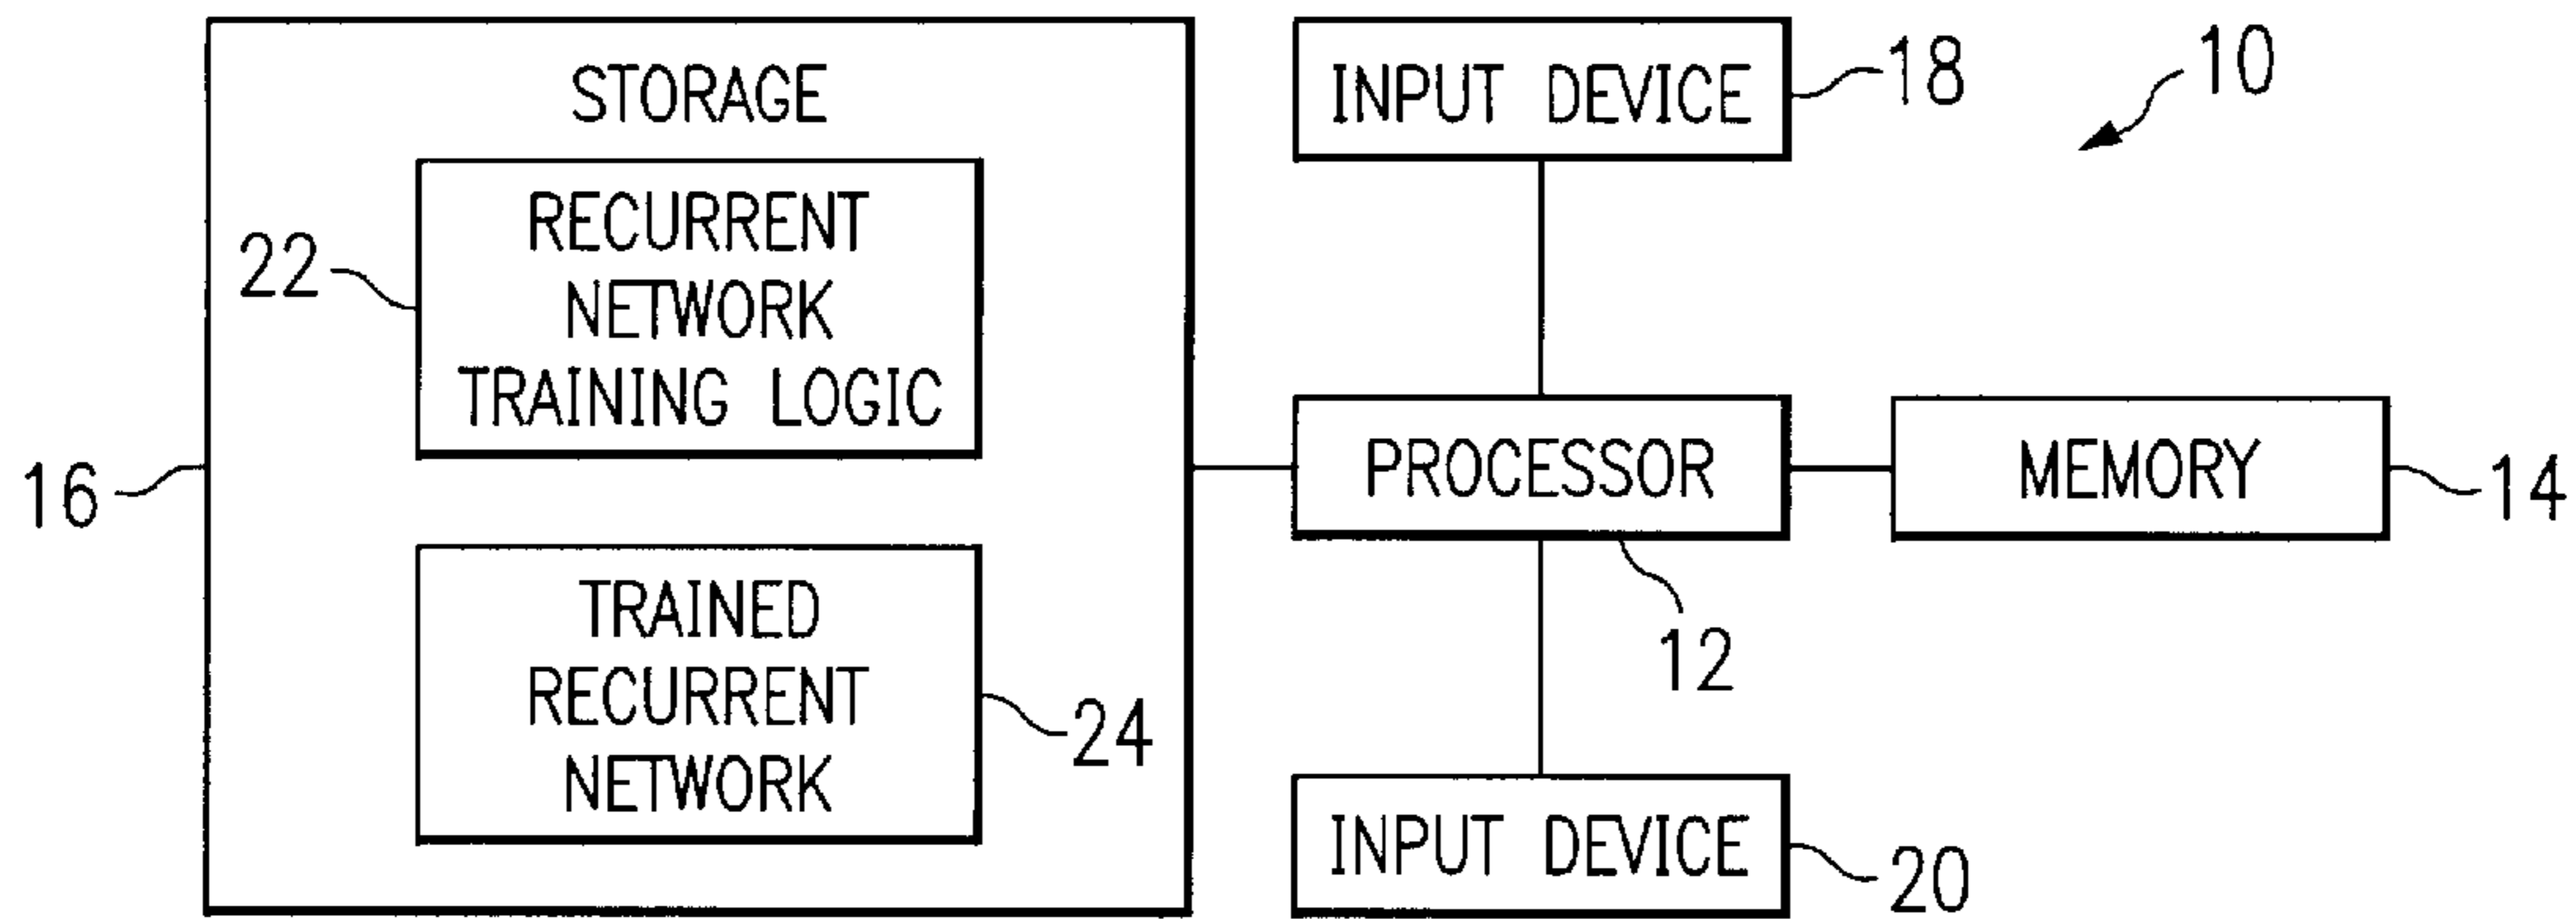 STORAGE
22
RECURRENT
NETWORK
TRAINING LOGIC
16
TRAINED
RECURRENT
NETWORK
24
INPUT DEVICE
18
10
PROCESSOR
12
MEMORY
14
INPUT DEVICE
20